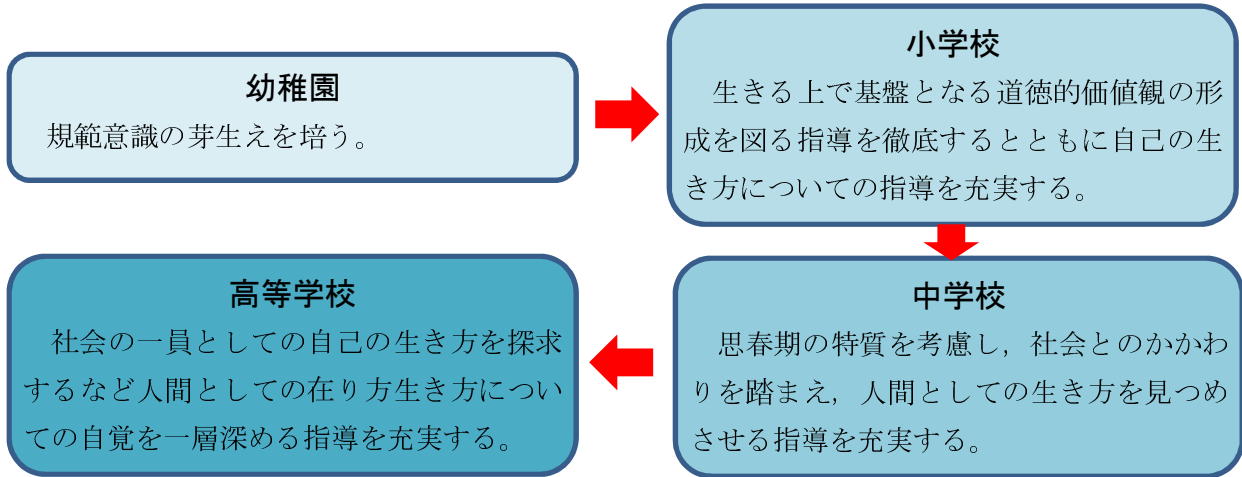 幼稚園
規範意識の芽生えを培う。
小学校
生きる上で基盤となる道徳的価値観の形
成を図る指導を徹底するとともに自己の生
き方についての指導を充実する。
中学校
思春期の特質を考慮し，社会とのかかわ
りを踏まえ，人間としての生き方を見つめ
させる指導を充実する。
高等学校
社会の一員としての自己の生き方を探求
するなど人間としての在り方生き方につい
ての自覚を一層深める指導を充実する。